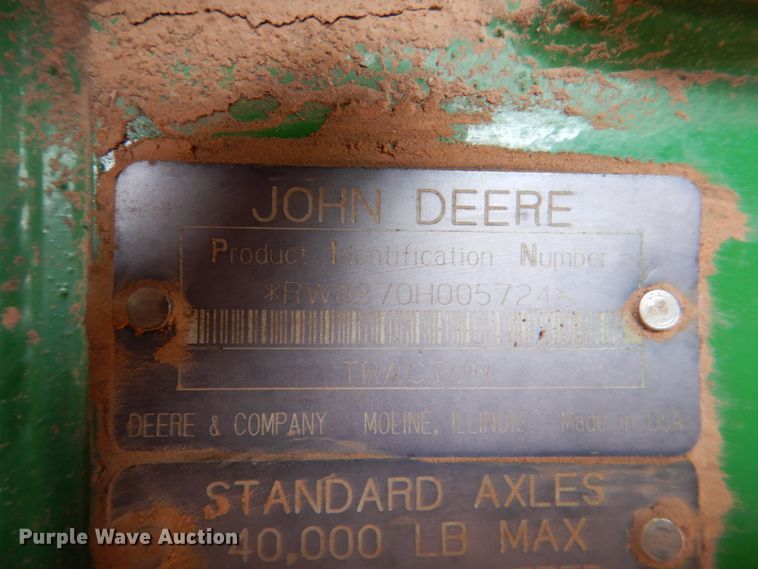 JOHN DEERE
Product Identification Number
*RW8870H005724*
TRACTOR
DEERE & COMPANY MOLINE, ILLINOIS Made in USA
STANDARD AXLES
40,000 LB MAX
Purple Wave Auction